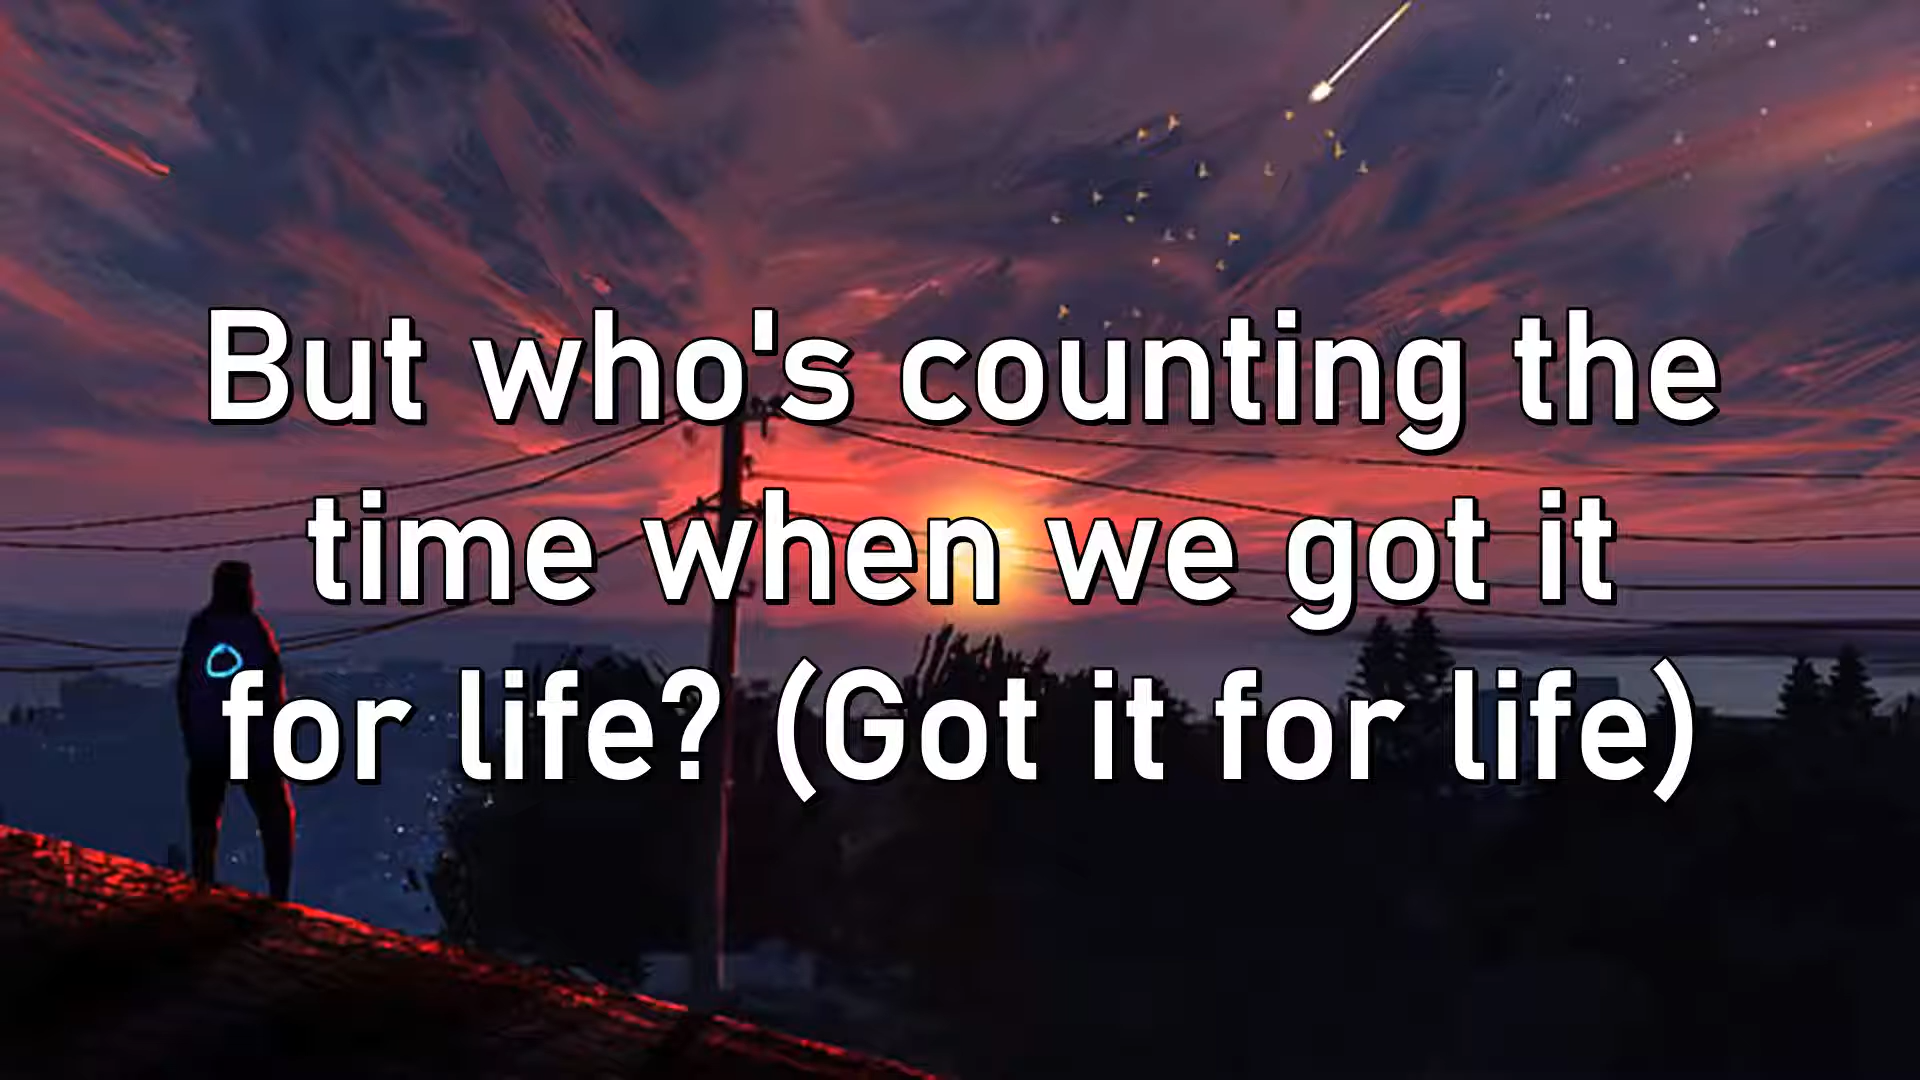 But who's counting the
time when we got it
for life? (Got it for life)